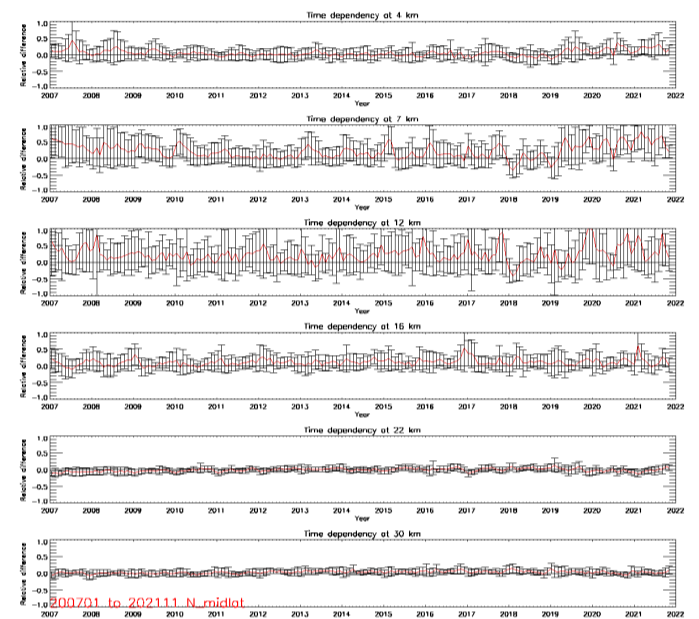 Time dependency at 4 km
Relative difference
1.0
0.5
0.0
-0.5
-1.0
2007 2008 2009 2010 2011 2012 2013 2014 2015 2016 2017 2018 2019 2020 2021 2022
Year
Time dependency at 7 km
Relative difference
1.0
0.5
0.0
-0.5
-1.0
2007 2008 2009 2010 2011 2012 2013 2014 2015 2016 2017 2018 2019 2020 2021 2022
Year
Time dependency at 12 km
Relative difference
1.0
0.5
0.0
-0.5
-1.0
2007 2008 2009 2010 2011 2012 2013 2014 2015 2016 2017 2018 2019 2020 2021 2022
Year
Time dependency at 16 km
Relative difference
1.0
0.5
0.0
-0.5
-1.0
2007 2008 2009 2010 2011 2012 2013 2014 2015 2016 2017 2018 2019 2020 2021 2022
Year
Time dependency at 22 km
Relative difference
1.0
0.5
0.0
-0.5
-1.0
2007 2008 2009 2010 2011 2012 2013 2014 2015 2016 2017 2018 2019 2020 2021 2022
Year
Time dependency at 30 km
Relative difference
1.0
0.5
0.0
-0.5
-1.0
200701_to_202111_N_midlat
2007 2008 2009 2010 2011 2012 2013 2014 2015 2016 2017 2018 2019 2020 2021 2022